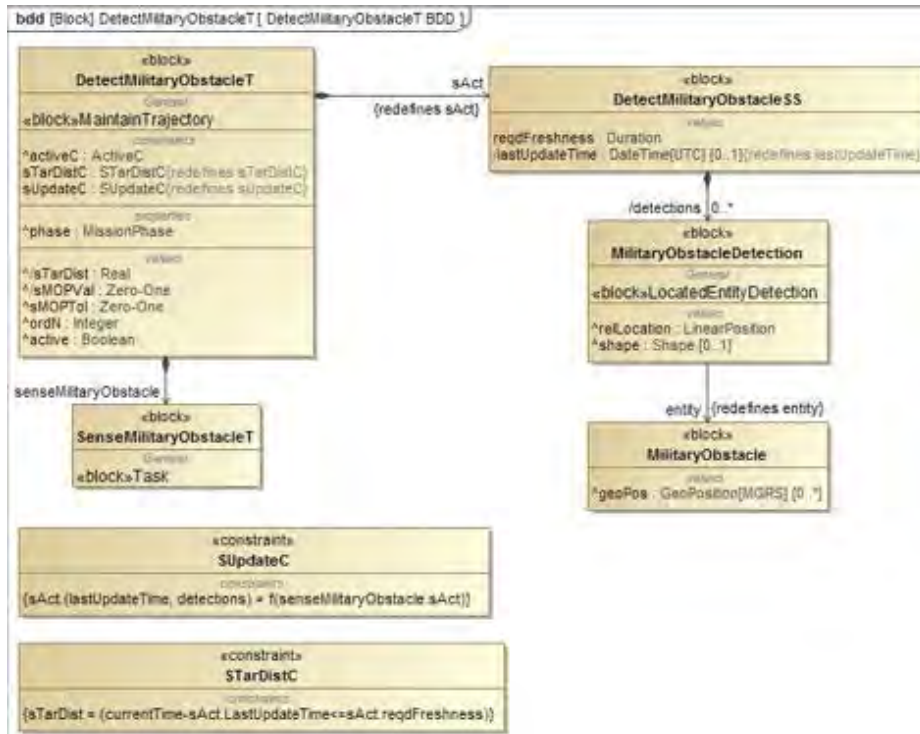 bdd [Block] DetectMilitaryObstacleT [ DetectMilitaryObstacleT BDD ]
«block»
DetectMilitaryObstacleT
General
«block»MaintainTrajectory
constraints
^activeC : ActiveC
sTarDistC : STarDistC{redefines sTarDistC}
sUpdateC : SUpdateC{redefines sUpdateC}
properties
^phase : MissionPhase
values
^/sTarDist : Real
^/sMOPVal : Zero-One
^sMOPTol : Zero-One
^ordN : Integer
^active : Boolean
sAct
{redefines sAct}
«block»
DetectMilitaryObstacleSS
values
reqdFreshness : Duration
/lastUpdateTime : DateTime[UTC] [0..1]{redefines lastUpdateTime}
/detections 0..*
«block»
MilitaryObstacleDetection
General
«block»LocatedEntityDetection
values
^relLocation : LinearPosition
^shape : Shape [0..1]
entity {redefines entity}
«block»
MilitaryObstacle
values
^geoPos : GeoPosition[MGRS] [0..*]
senseMilitaryObstacle
«block»
SenseMilitaryObstacleT
General
«block»Task
«constraint»
SUpdateC
constraints
{sAct.(lastUpdateTime, detections) = f(senseMilitaryObstacle.sAct)}
«constraint»
STarDistC
constraints
{sTarDist = (currentTime-sAct.LastUpdateTime<=sAct.reqdFreshness)}